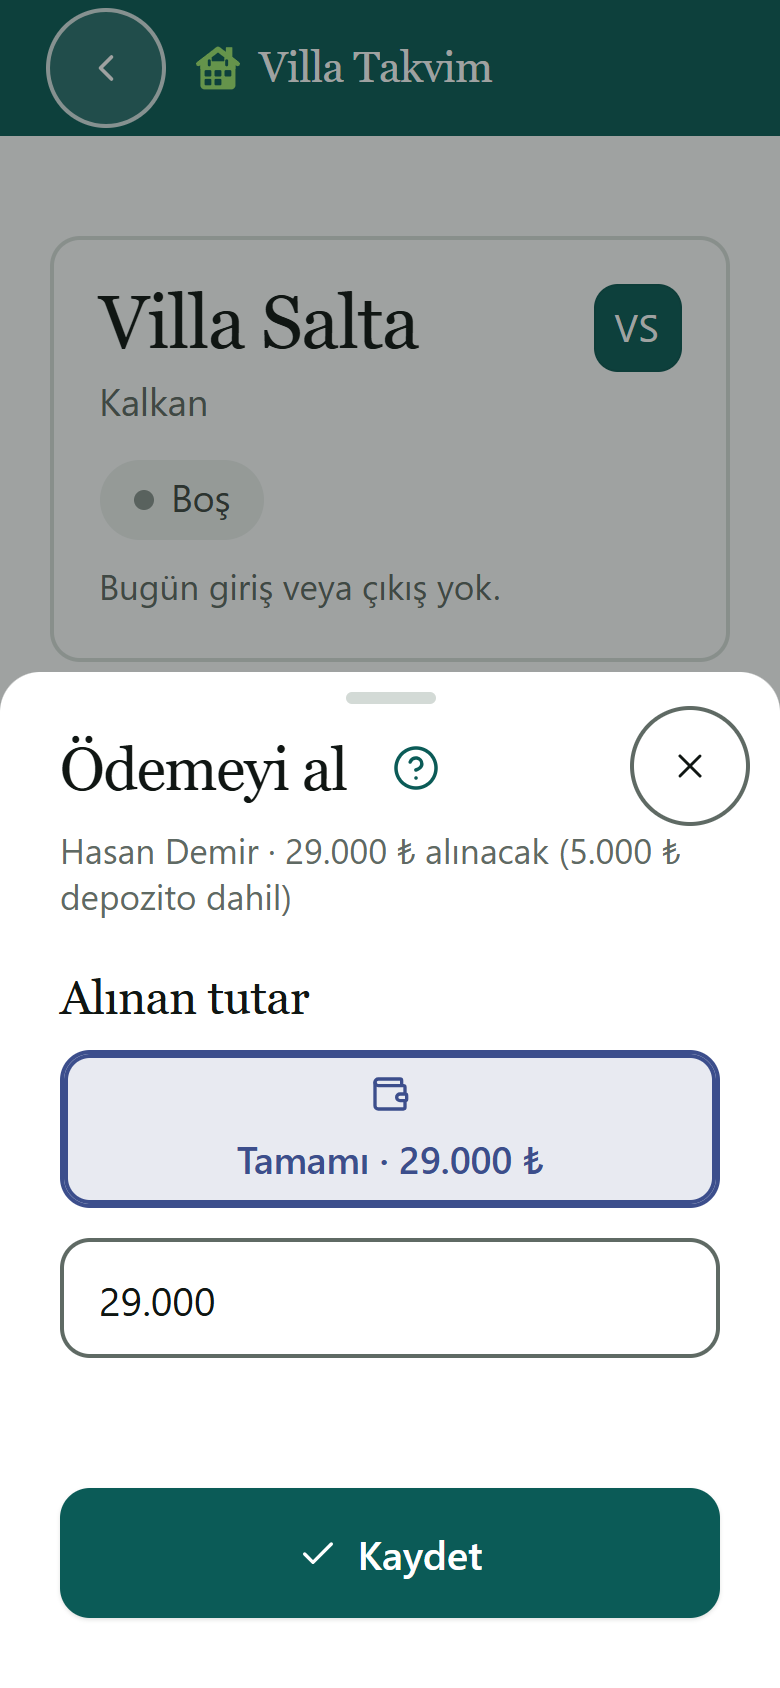 Villa Takvim
Villa Salta
VS
Kalkan
Boş
Bugün giriş veya çıkış yok.
Ödemeyi al
Hasan Demir · 29.000 ₺ alınacak (5.000 ₺
depozito dahil)
Alınan tutar
Tamamı · 29.000 ₺
29.000
Kaydet